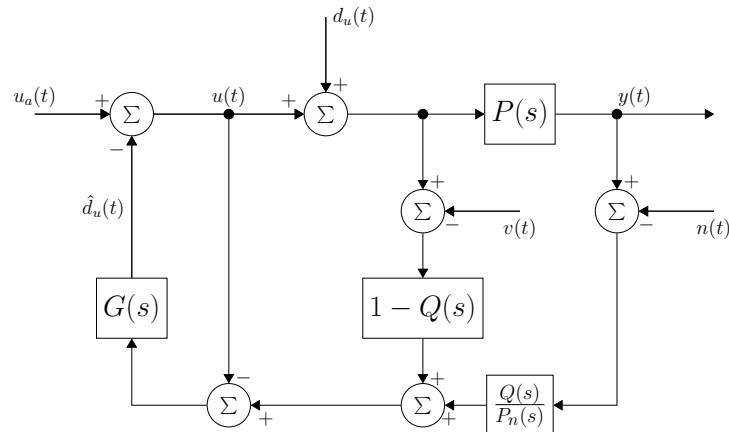 d_u(t)
u_a(t)
+
Σ
−
u(t)
+
+
Σ
P(s)
y(t)
d̂_u(t)
+
Σ
−
v(t)
+
Σ
−
n(t)
G(s)
1 − Q(s)
−
Σ
+
+
Σ
+
Q(s)
P_n(s)